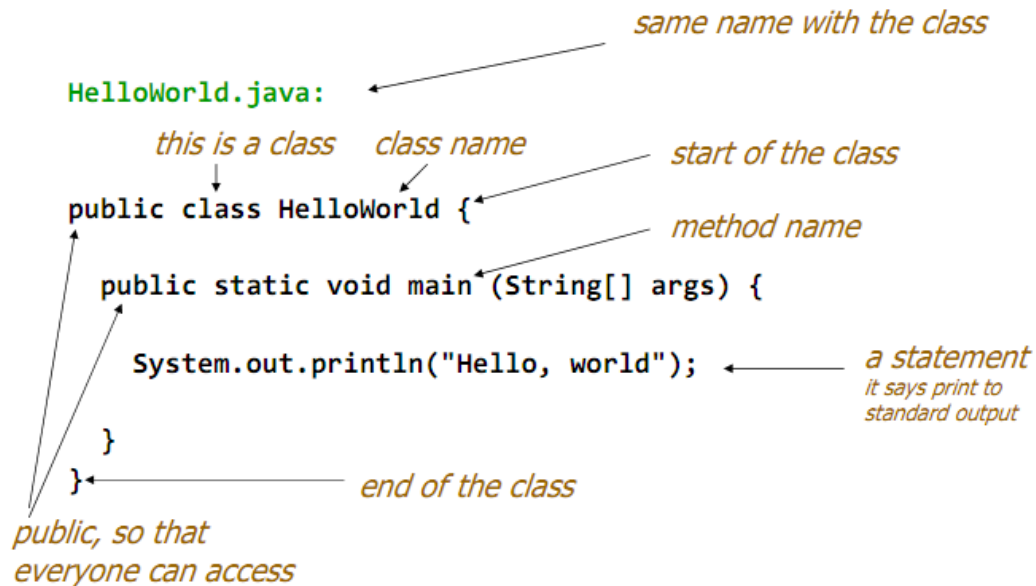 same name with the class
HelloWorld.java:
this is a class class name
start of the class
public class HelloWorld {
method name
public static void main (String[] args) {
System.out.println("Hello, world");
a statement
it says print to
standard output
}
}
end of the class
public, so that
everyone can access